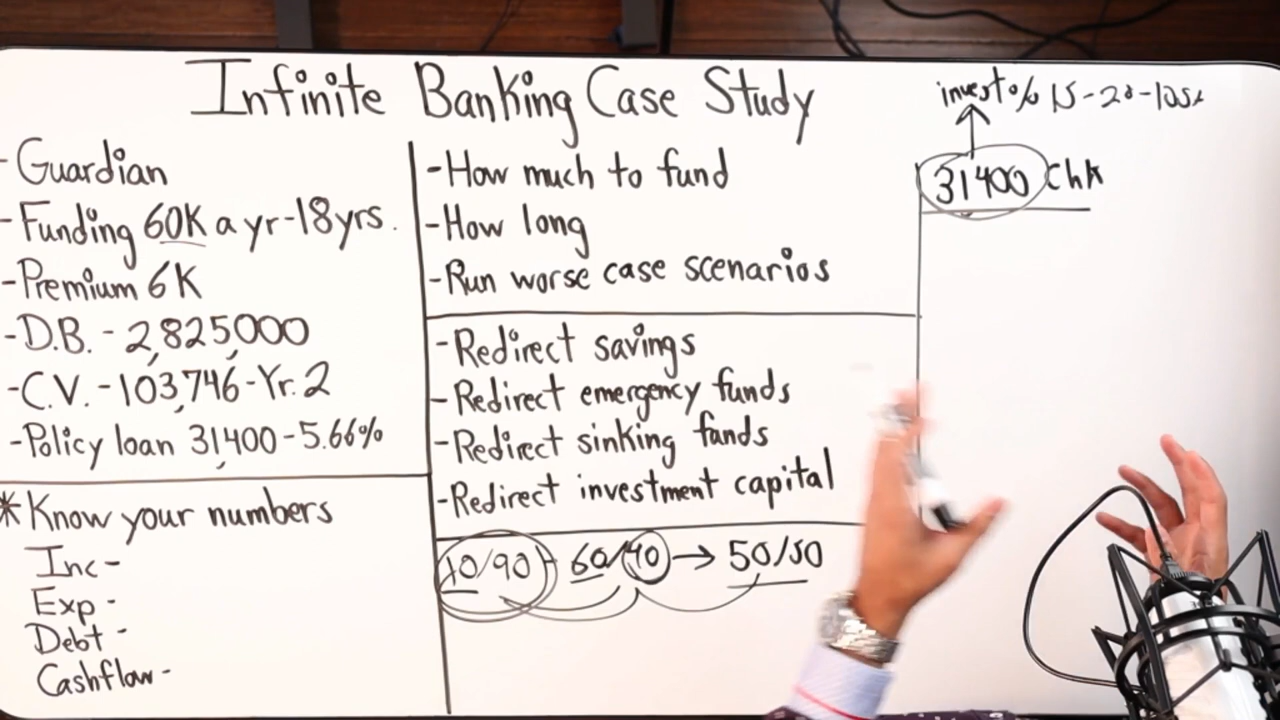 Infinite Banking Case Study
- Guardian
- Funding 60K a yr - 18yrs.
- Premium 6K
- D.B. - 2,825,000
- C.V. - 103,746 - Yr. 2
- Policy loan 31,400 - 5.66%
* Know your numbers
Inc -
Exp -
Debt -
Cashflow -
- How much to fund
- How long
- Run worse case scenarios
- Redirect savings
- Redirect emergency funds
- Redirect sinking funds
- Redirect investment capital
10/90 - 60/40 → 50/50
invest % 15-20-105%
31400 Chk